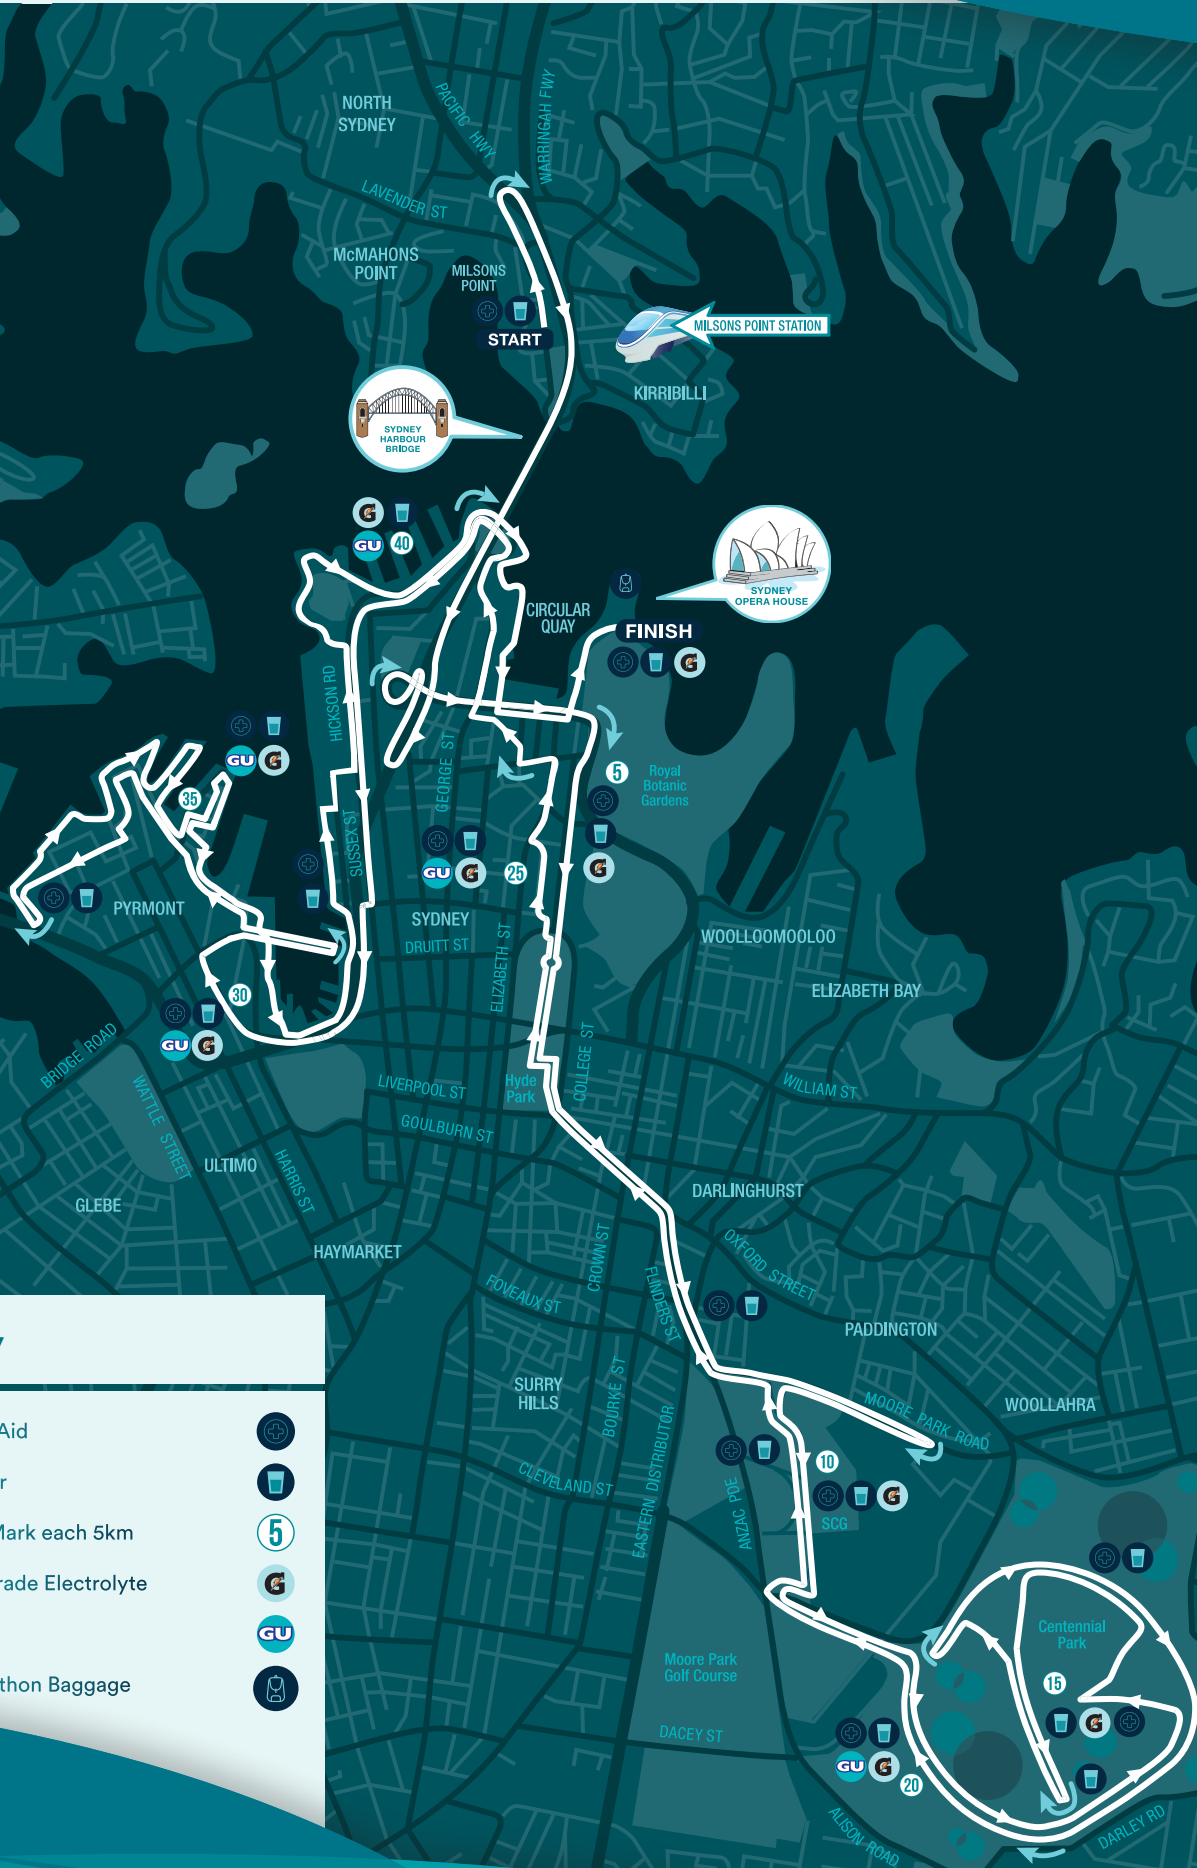 NORTH
SYDNEY
PACIFIC HWY
WARRINGAH FWY
LAVENDER ST
McMAHONS
POINT
MILSONS
POINT
START
MILSONS POINT STATION
KIRRIBILLI
SYDNEY
HARBOUR
BRIDGE
G
GU
40
SYDNEY
OPERA HOUSE
CIRCULAR
QUAY
FINISH
G
HICKSON RD
GU
G
35
GEORGE ST
5
Royal
Botanic
Gardens
G
SUSSEX ST
GU
G
25
PYRMONT
SYDNEY
DRUITT ST
ELIZABETH ST
WOOLLOOMOOLOO
ELIZABETH BAY
30
GU
G
BRIDGE ROAD
WATTLE STREET
LIVERPOOL ST
Hyde
Park
COLLEGE ST
WILLIAM ST
GOULBURN ST
ULTIMO
HARRIS ST
GLEBE
HAYMARKET
DARLINGHURST
CROWN ST
OXFORD STREET
FOVEAUX ST
FLINDERS ST
PADDINGTON
SURRY
HILLS
BOURKE ST
MOORE PARK ROAD
WOOLLAHRA
CLEVELAND ST
EASTERN DISTRIBUTOR
ANZAC PDE
10
G
SCG
Centennial
Park
15
G
Moore Park
Golf Course
DACEY ST
GU
G
20
ALISON ROAD
DARLEY RD
y
Aid
r
Mark each 5km
5
rade Electrolyte
G
GU
thon Baggage